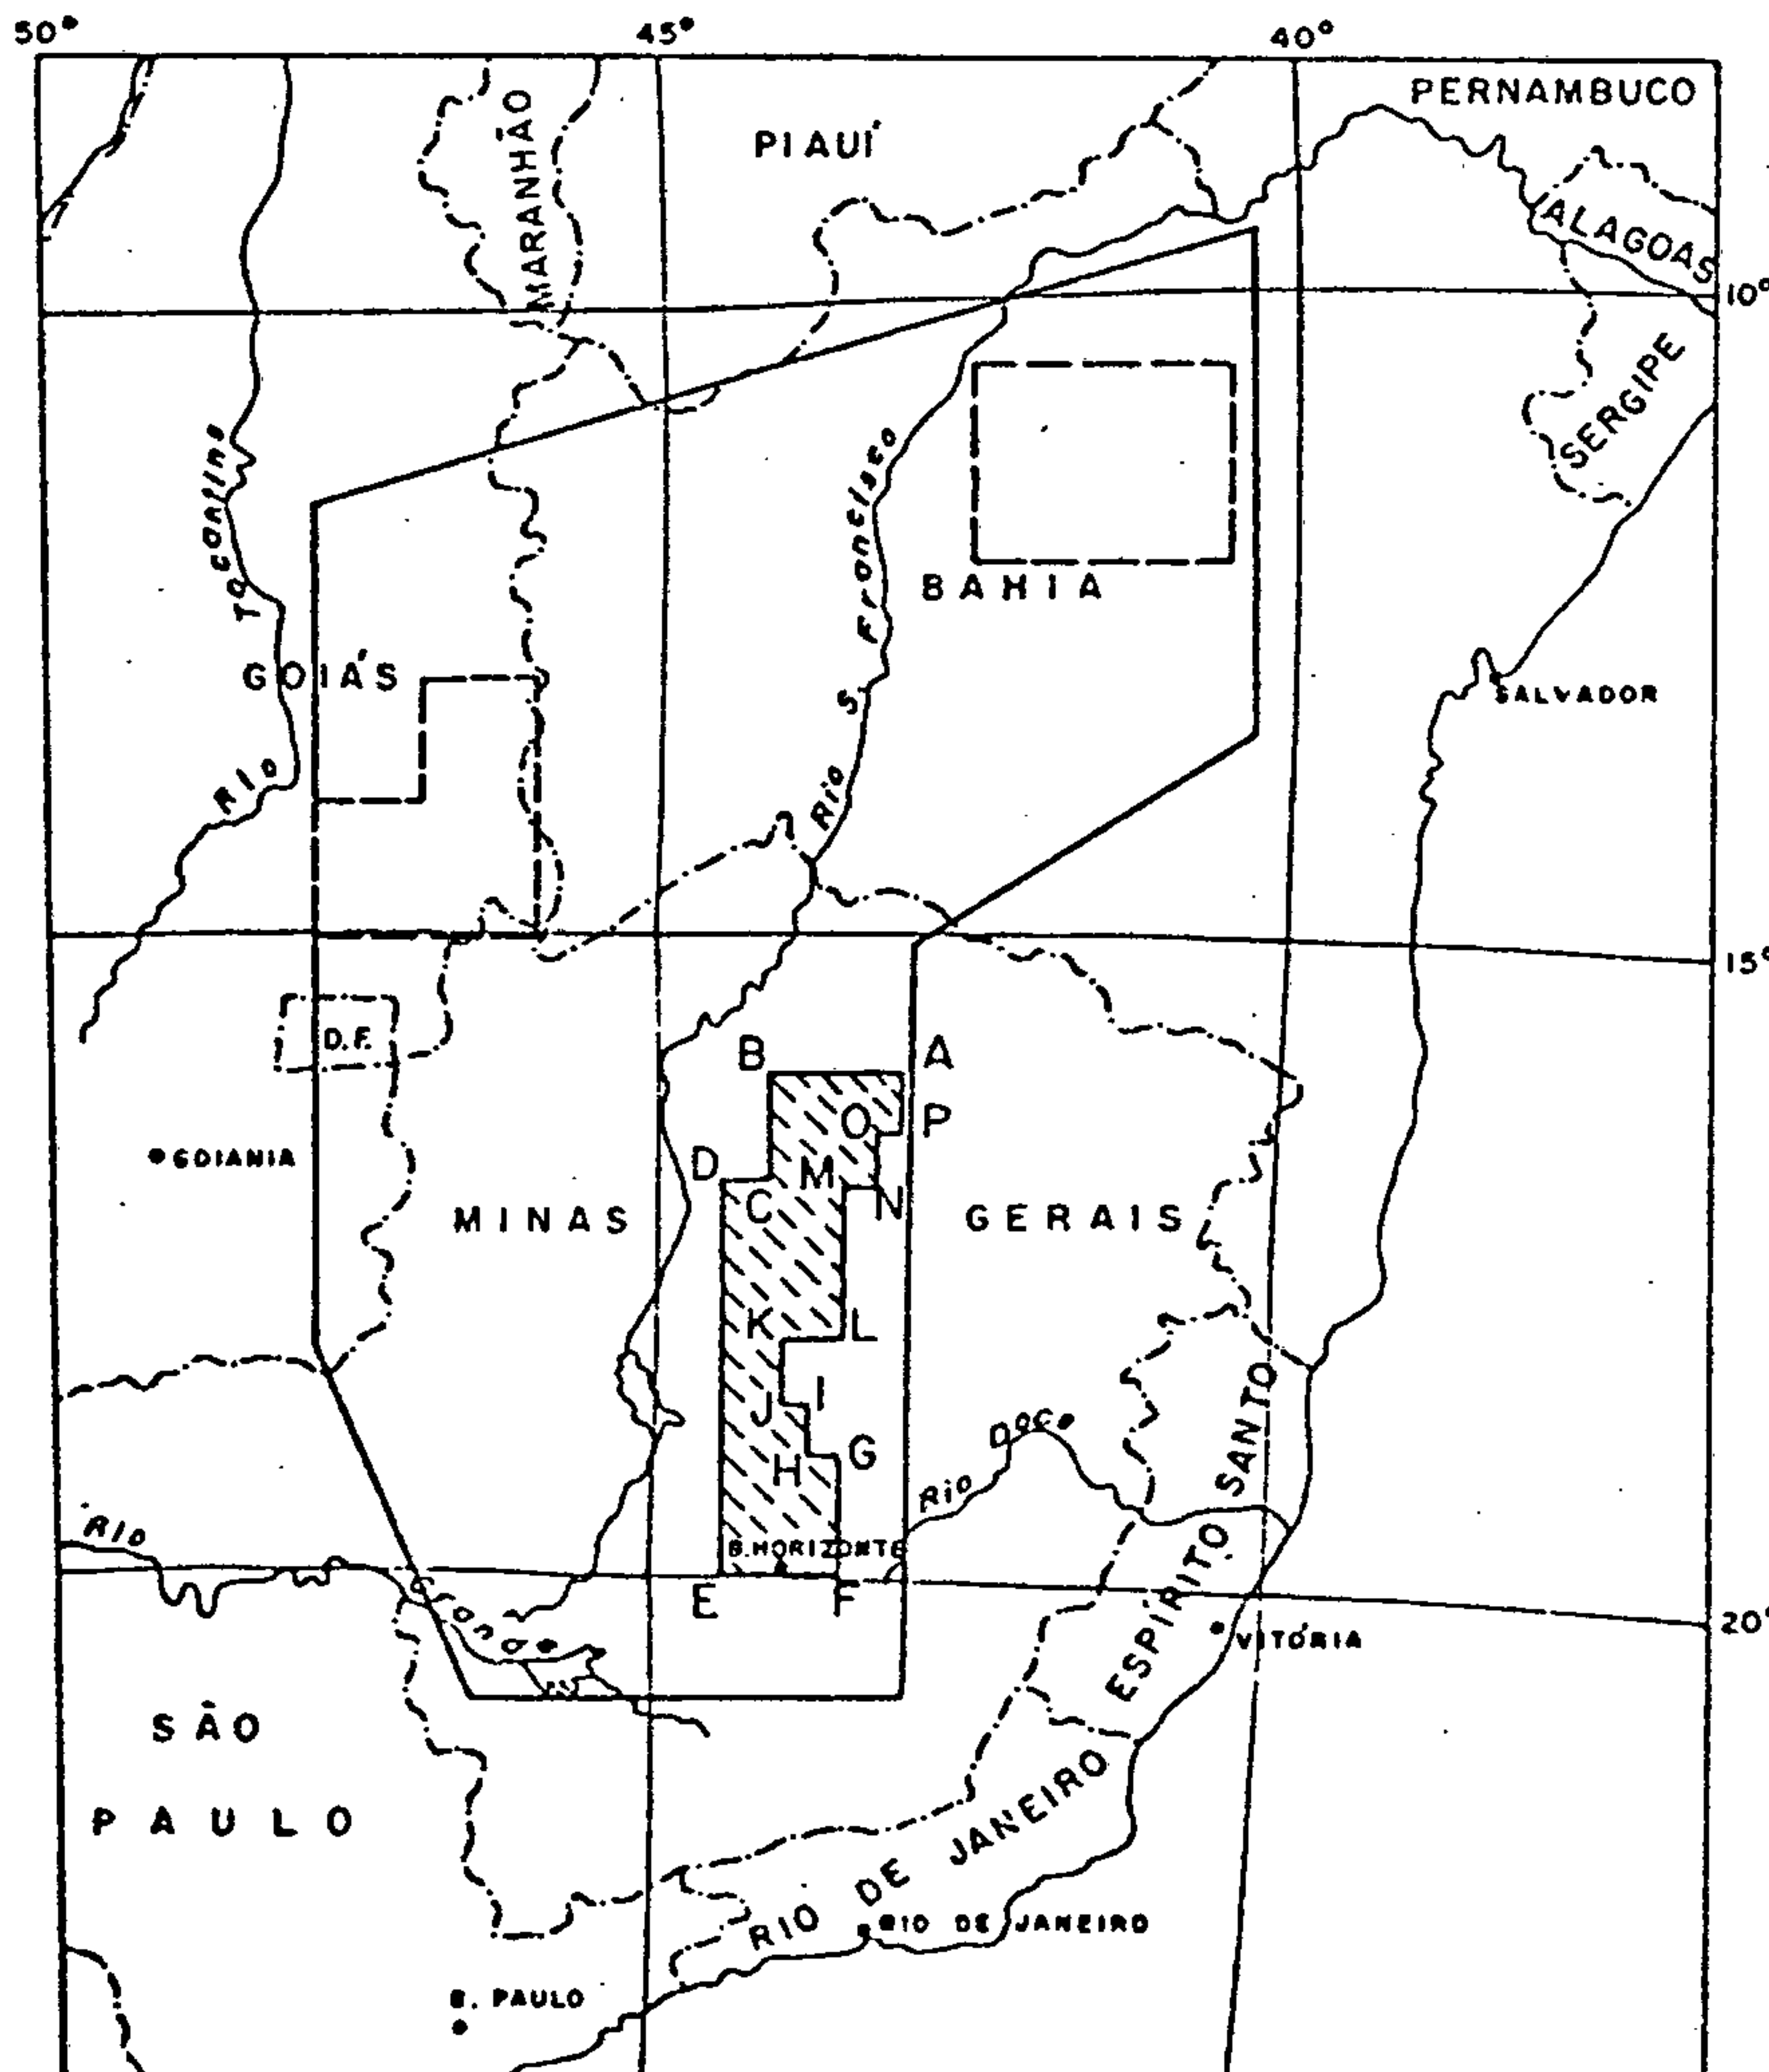 50°
45°
40°
PERNAMBUCO
MARANHÃO
PIAUÍ
ALAGOAS
10°
SERGIPE
Rio Tocantins
Rio S. Francisco
BAHIA
GOIÁS
SALVADOR
15°
D.F.
B
A
O
P
GOIANIA
D
M
C
N
MINAS
GERAIS
K
L
J
I
Rio Doce
H
G
ESPIRITO SANTO
Rio Grande
B. HORIZONTE
E
F
20°
VITÓRIA
SÃO
PAULO
RIO DE JANEIRO
RIO DE JANEIRO
S. PAULO